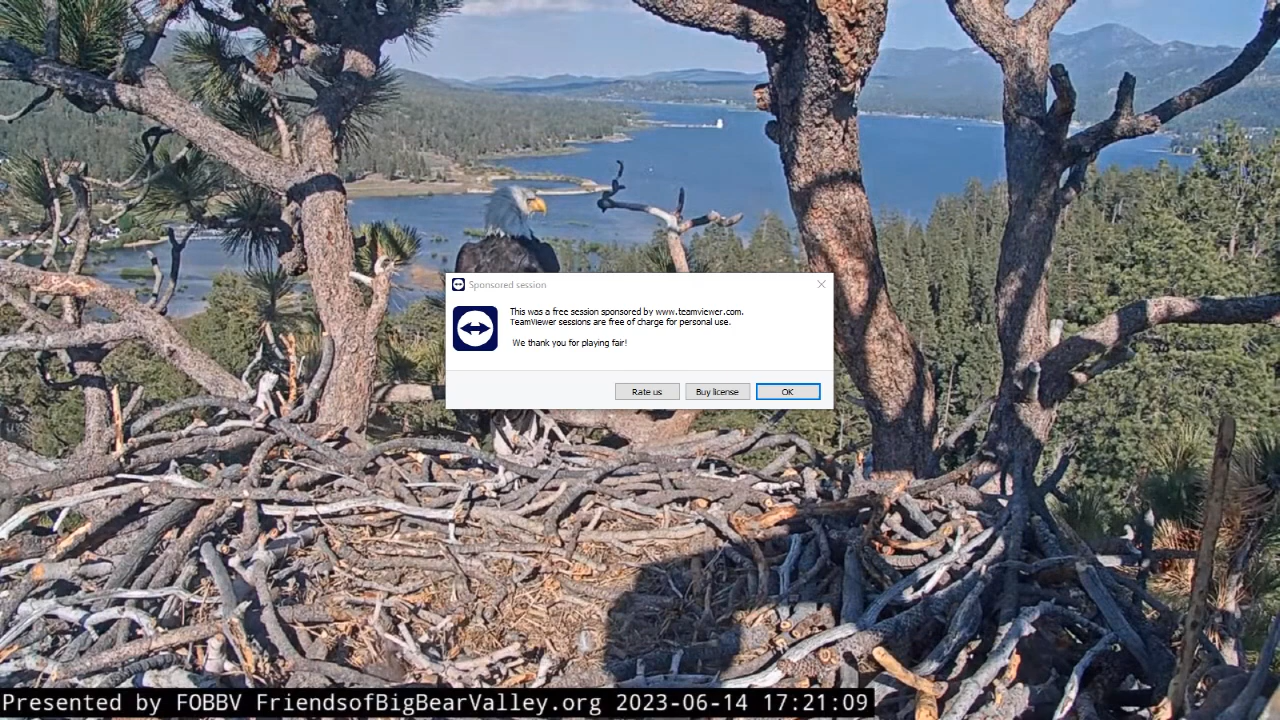 Sponsored session
This was a free session sponsored by www.teamviewer.com.
TeamViewer sessions are free of charge for personal use.
We thank you for playing fair!
Rate us Buy license OK
Presented by FOBBV FriendsofBigBearValley.org 2023-06-14 17:21:09